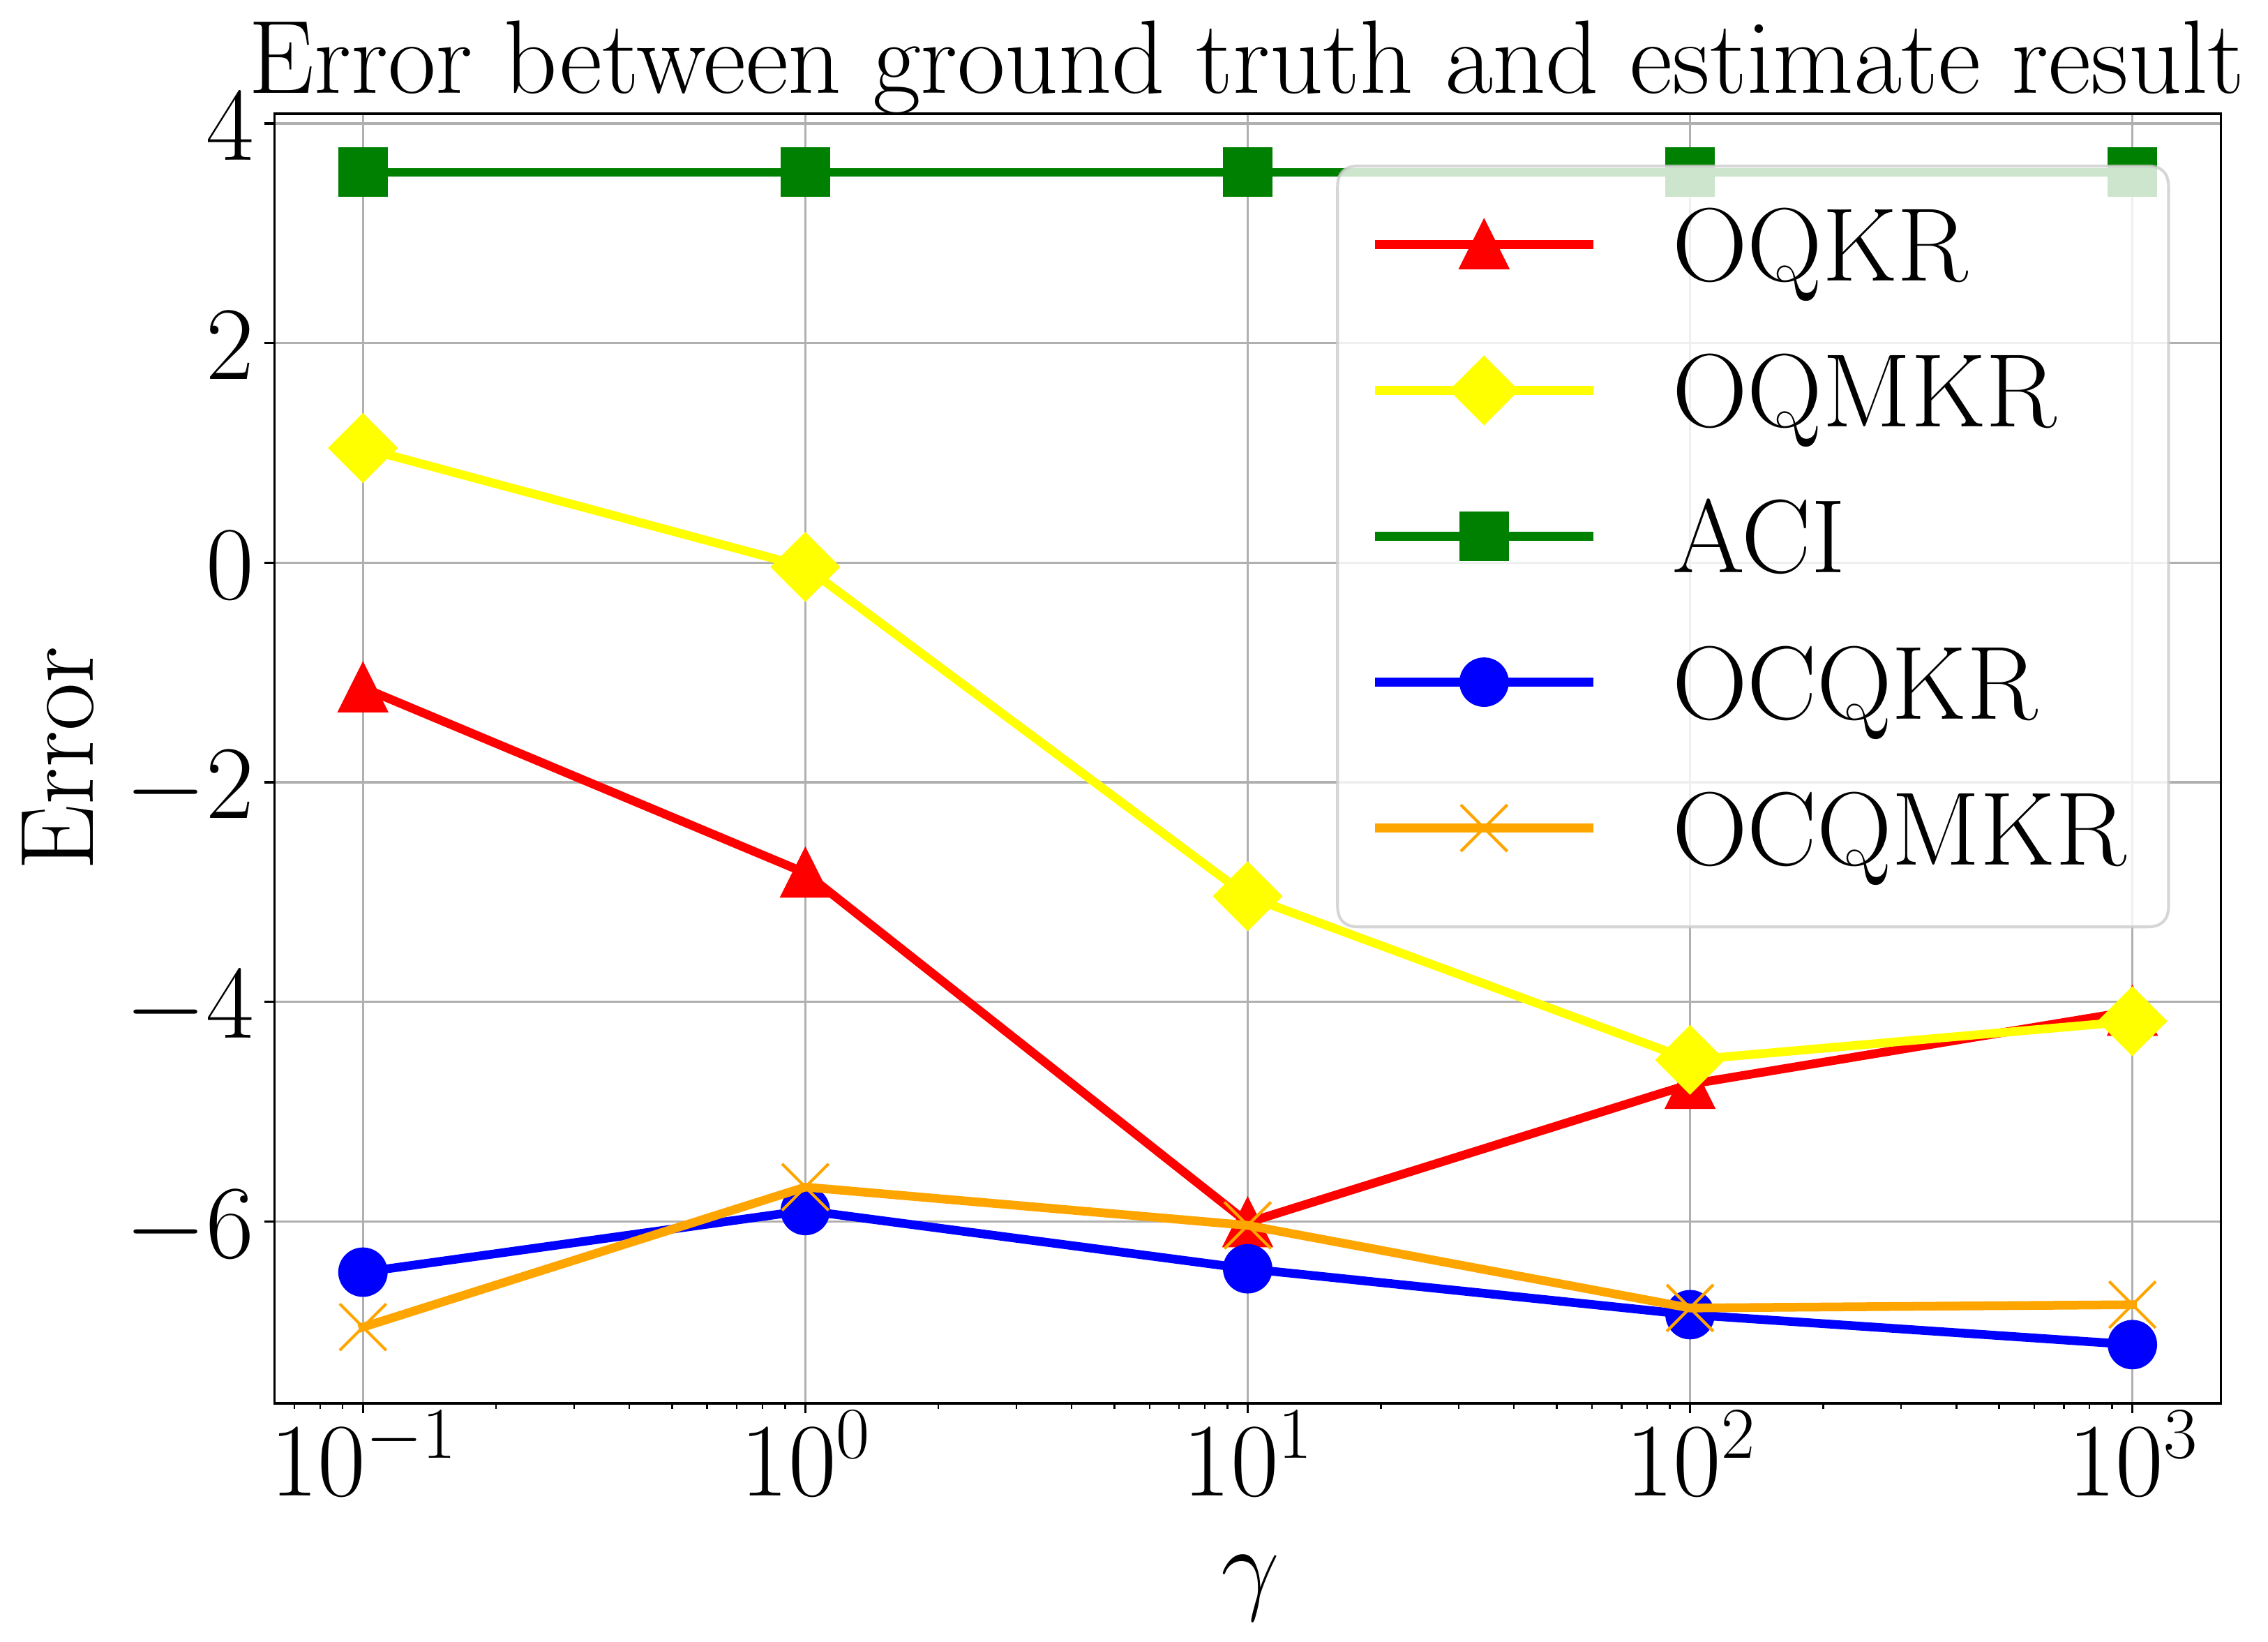 Error between ground truth and estimate result
4
2
0
−2
−4
−6
Error
OQKR
OQMKR
ACI
OCQKR
OCQMKR
10⁻¹ 10⁰ 10¹ 10² 10³
γ